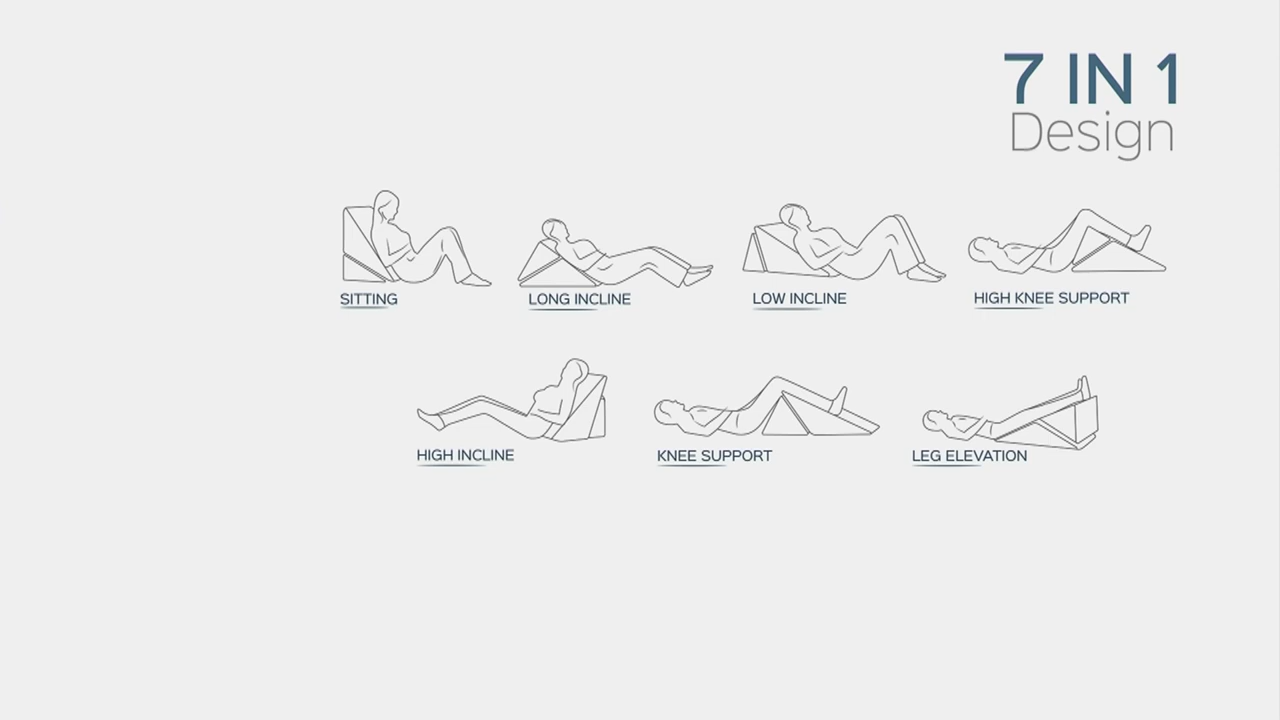 7 IN 1
Design
SITTING
LONG INCLINE
LOW INCLINE
HIGH KNEE SUPPORT
HIGH INCLINE
KNEE SUPPORT
LEG ELEVATION